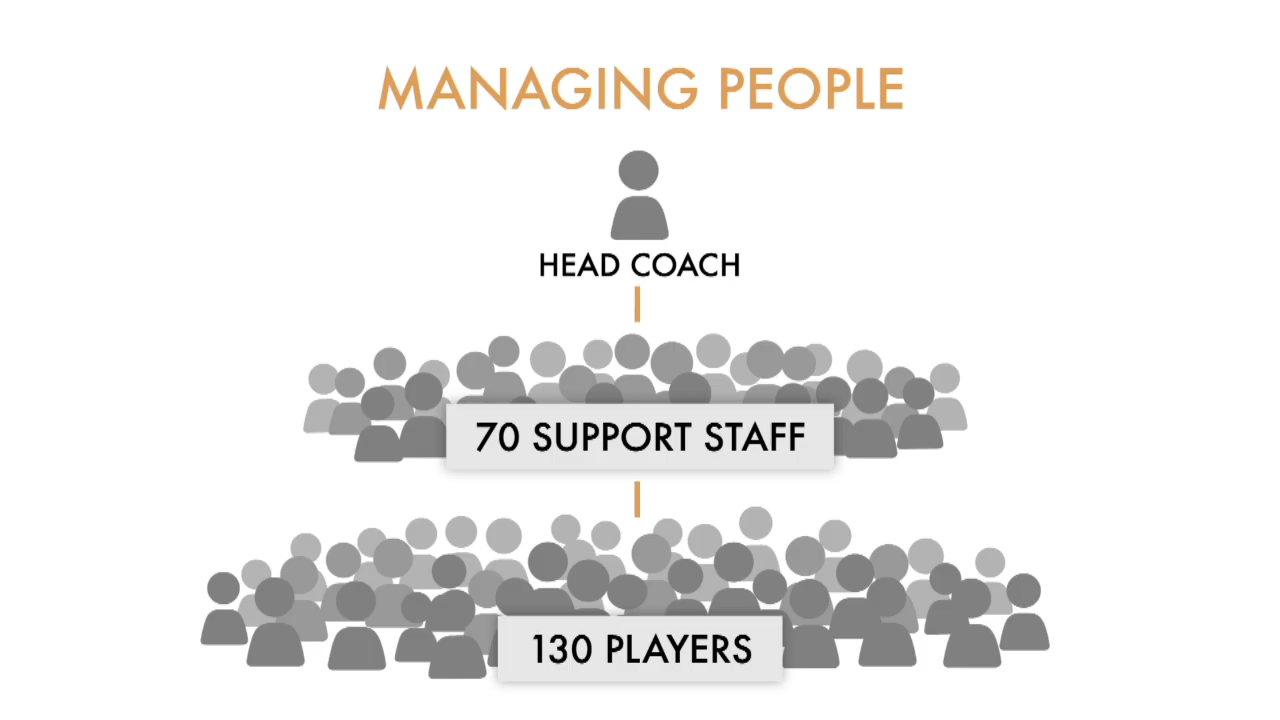 MANAGING PEOPLE
HEAD COACH
70 SUPPORT STAFF
130 PLAYERS